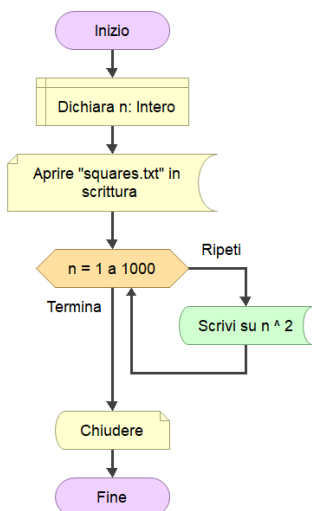 Inizio
Dichiara n: Intero
Aprire "squares.txt" in
scrittura
n = 1 a 1000
Ripeti
Termina
Scrivi su n ^ 2
Chiudere
Fine